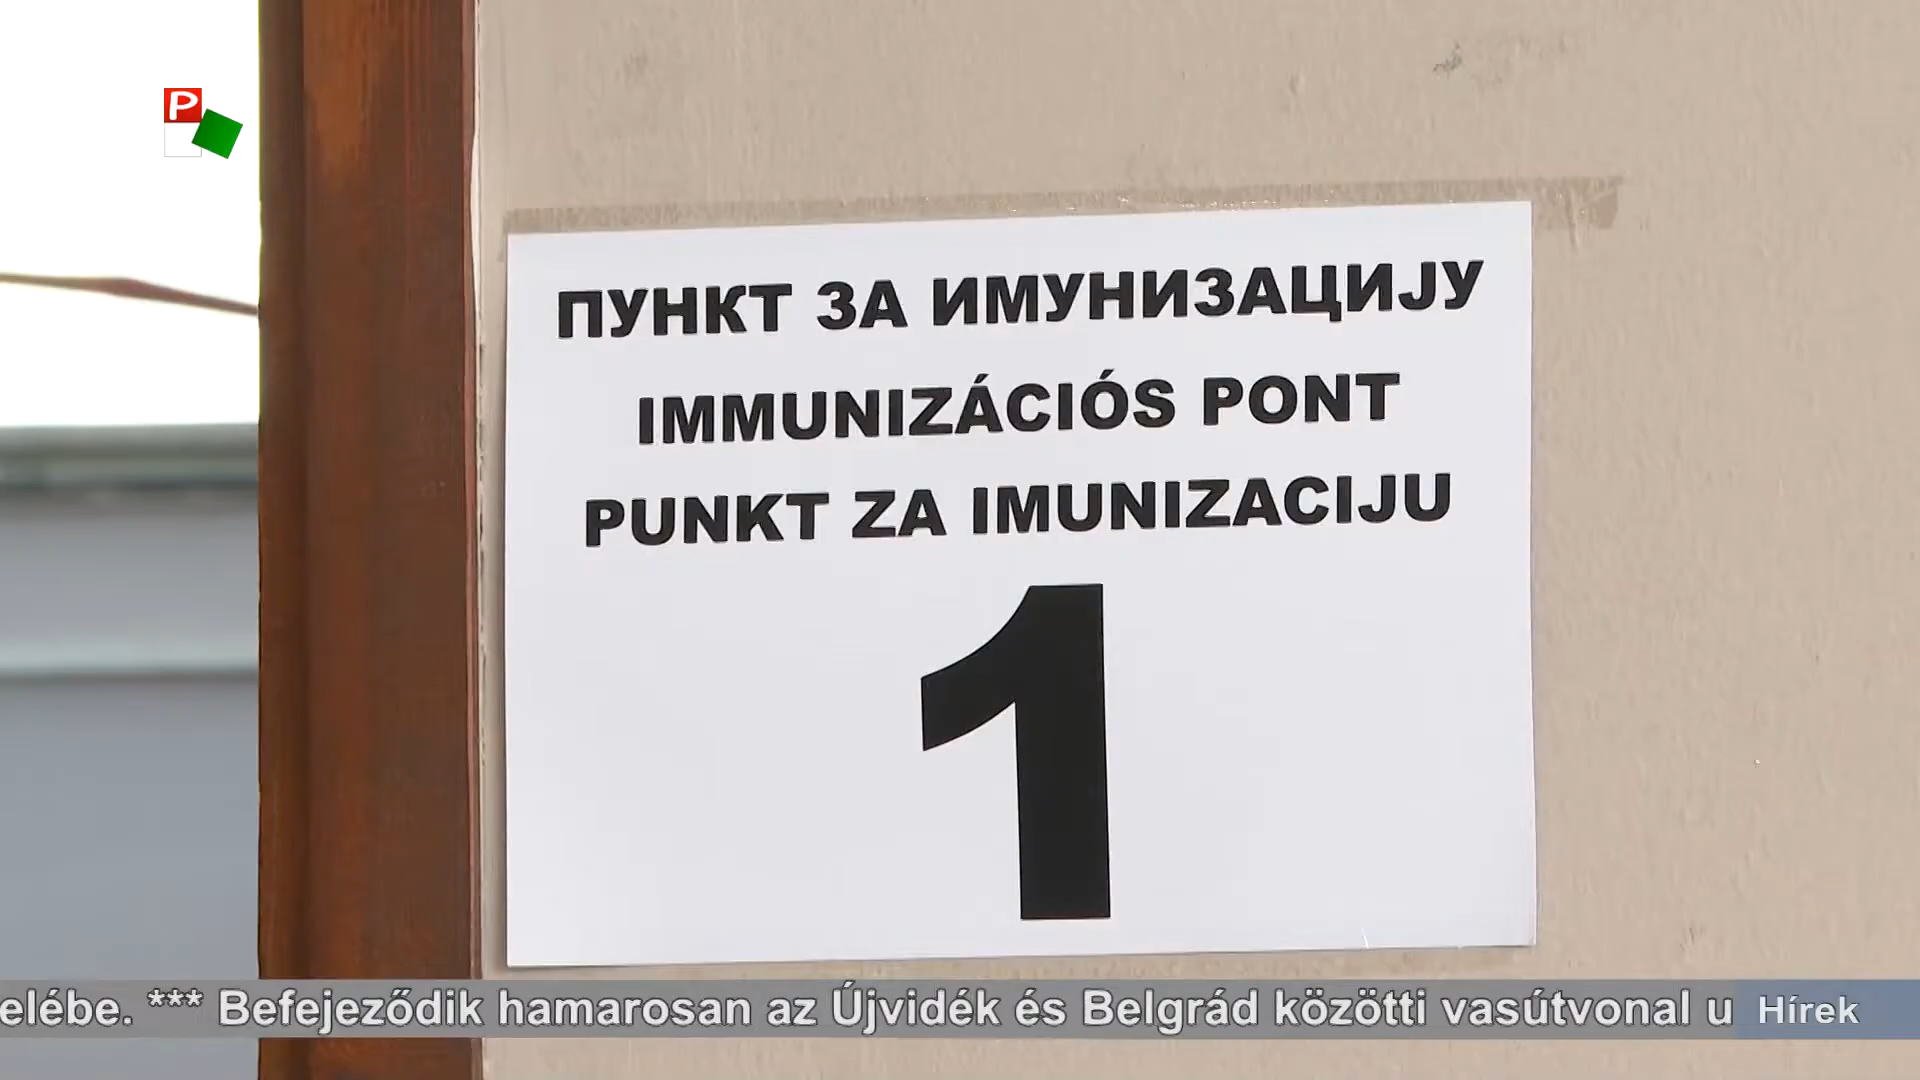 P
ПУНКТ ЗА ИМУНИЗАЦИЈУ
IMMUNIZÁCIÓS PONT
PUNKT ZA IMUNIZACIJU
1
elébe. *** Befejeződik hamarosan az Újvidék és Belgrád közötti vasútvonal u
Hírek